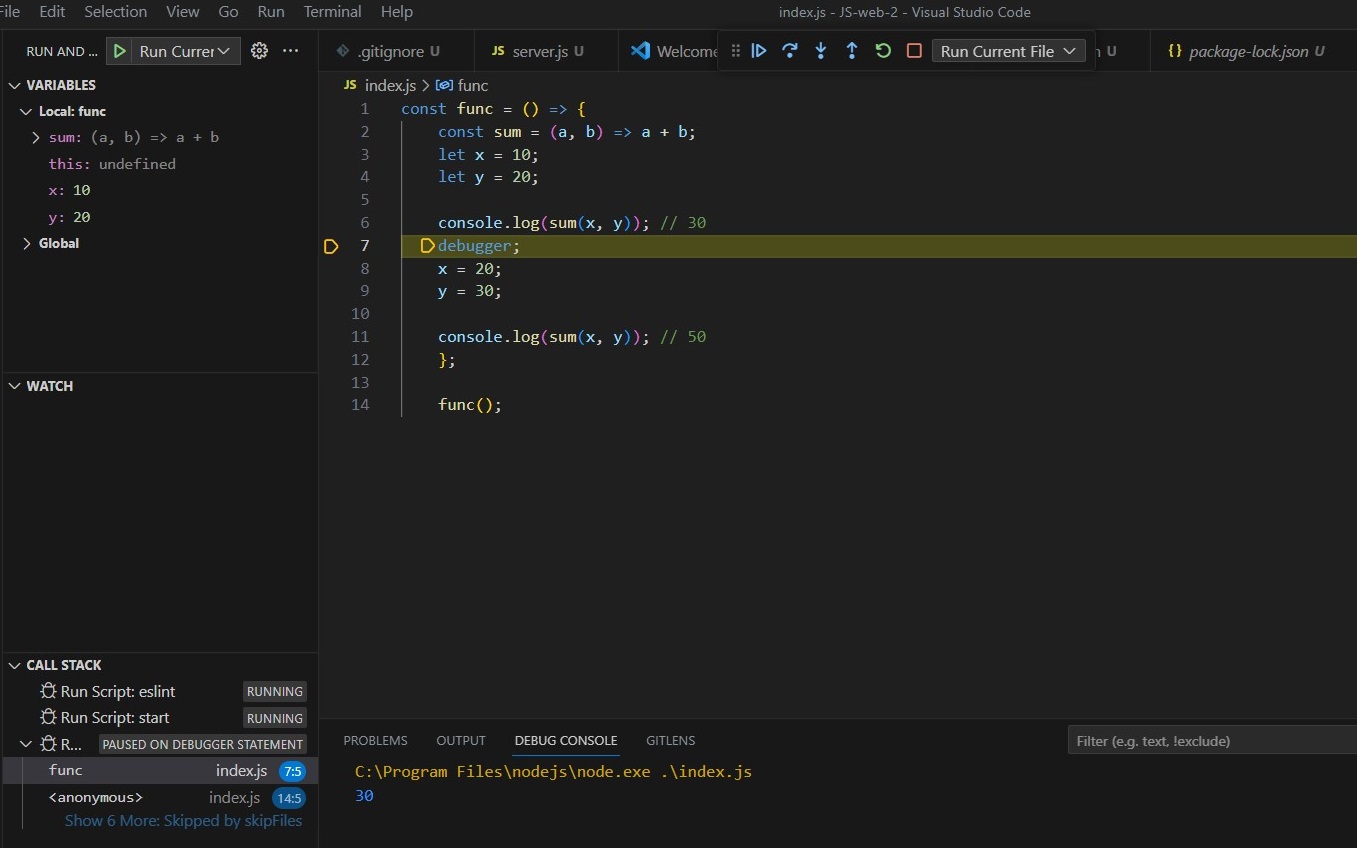 File Edit Selection View Go Run Terminal Help index.js - JS-web-2 - Visual Studio Code
RUN AND ... Run Currer
.gitignore U JS server.js U Welcome Run Current File U {} package-lock.json U
VARIABLES
Local: func
sum: (a, b) => a + b
this: undefined
x: 10
y: 20
Global
WATCH
CALL STACK
Run Script: eslint RUNNING
Run Script: start RUNNING
R... PAUSED ON DEBUGGER STATEMENT
func index.js 7:5
<anonymous> index.js 14:5
Show 6 More: Skipped by skipFiles
JS index.js > func
1 const func = () => {
2 const sum = (a, b) => a + b;
3 let x = 10;
4 let y = 20;
5
6 console.log(sum(x, y)); // 30
7 debugger;
8 x = 20;
9 y = 30;
10
11 console.log(sum(x, y)); // 50
12 };
13
14 func();
PROBLEMS OUTPUT DEBUG CONSOLE GITLENS Filter (e.g. text, !exclude)
C:\Program Files\nodejs\node.exe .\index.js
30